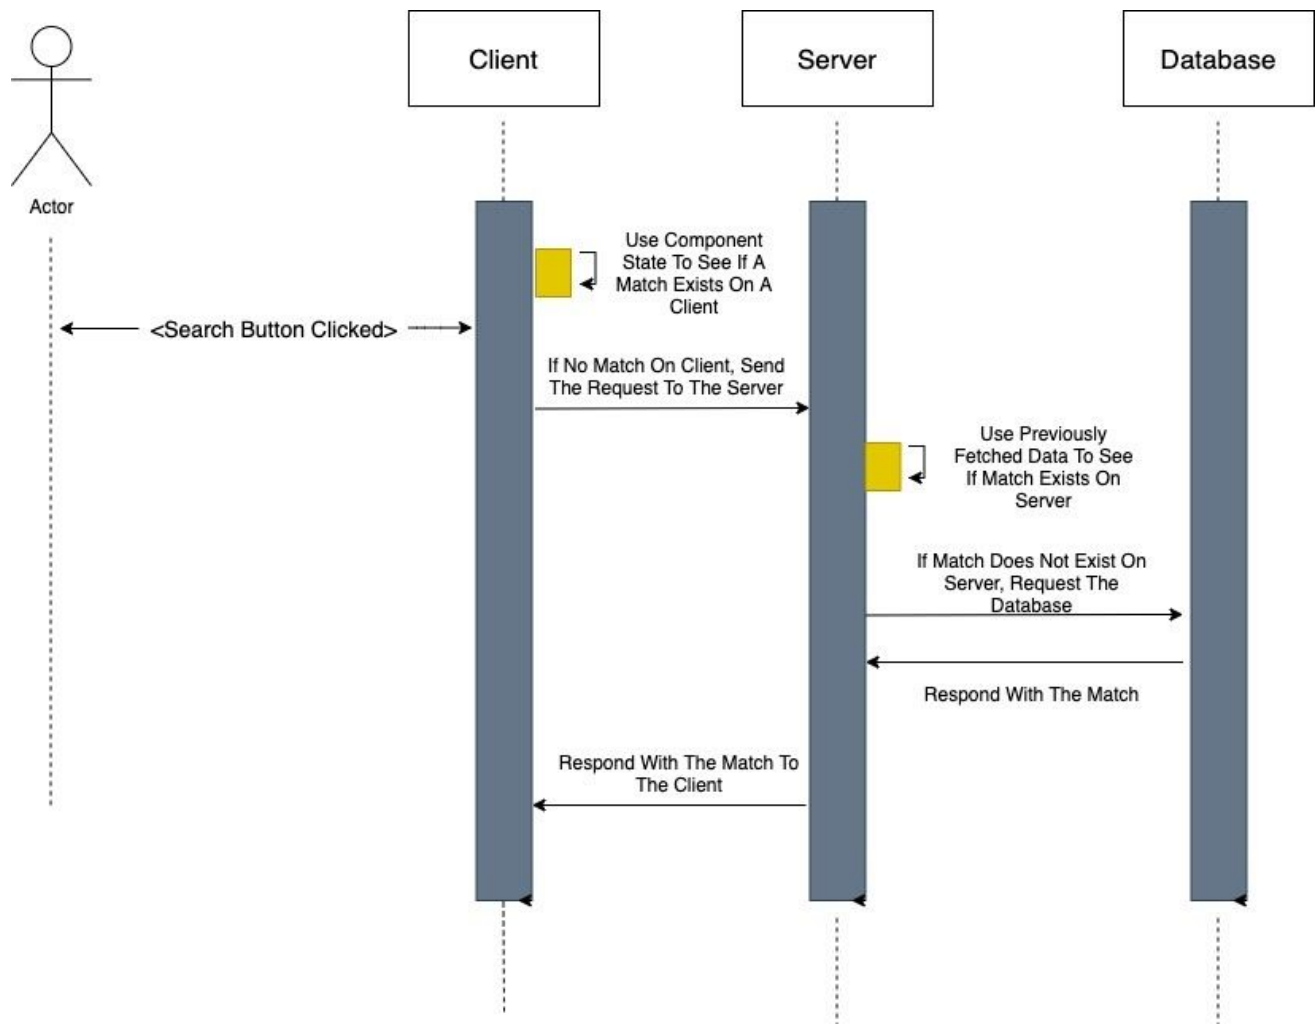 Client
Server
Database
Actor
Use Component
State To See If A
Match Exists On A
Client
<Search Button Clicked>
If No Match On Client, Send
The Request To The Server
Use Previously
Fetched Data To See
If Match Exists On
Server
If Match Does Not Exist On
Server, Request The
Database
Respond With The Match
Respond With The Match To
The Client